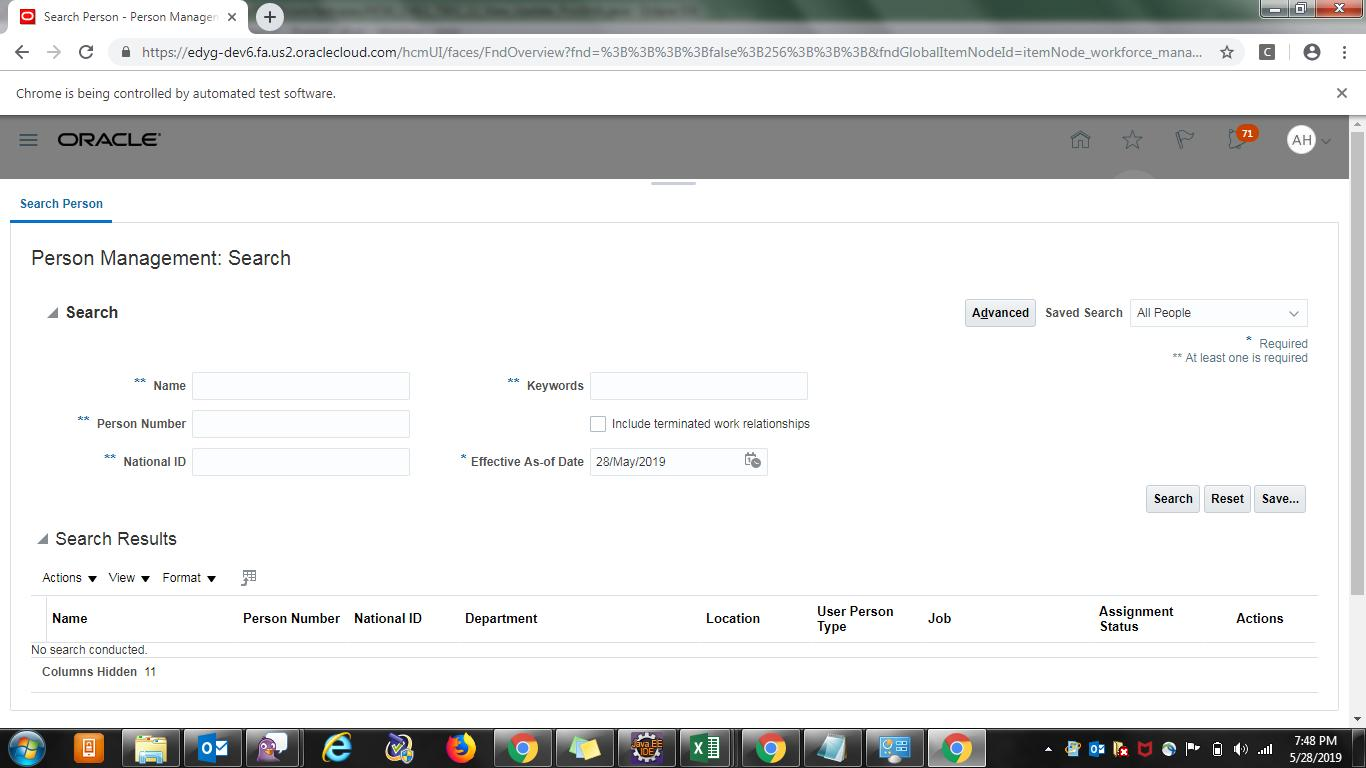 Search Person - Person Managen
https://edyg-dev6.fa.us2.oraclecloud.com/hcmUI/faces/FndOverview?fnd=%3B%3B%3B%3Bfalse%3B256%3B%3B%3B&fndGlobalItemNodeId=itemNode_workforce_mana...
C
Chrome is being controlled by automated test software.
ORACLE
71
AH
Search Person
Person Management: Search
Search
Advanced Saved Search All People
* Required
** At least one is required
** Name ** Keywords
** Person Number Include terminated work relationships
** National ID * Effective As-of Date 28/May/2019
Search Reset Save...
Search Results
Actions View Format
Name Person Number National ID Department Location User Person Type Job Assignment Status Actions
No search conducted.
Columns Hidden 11
Java EE
IDE
7:48 PM
5/28/2019